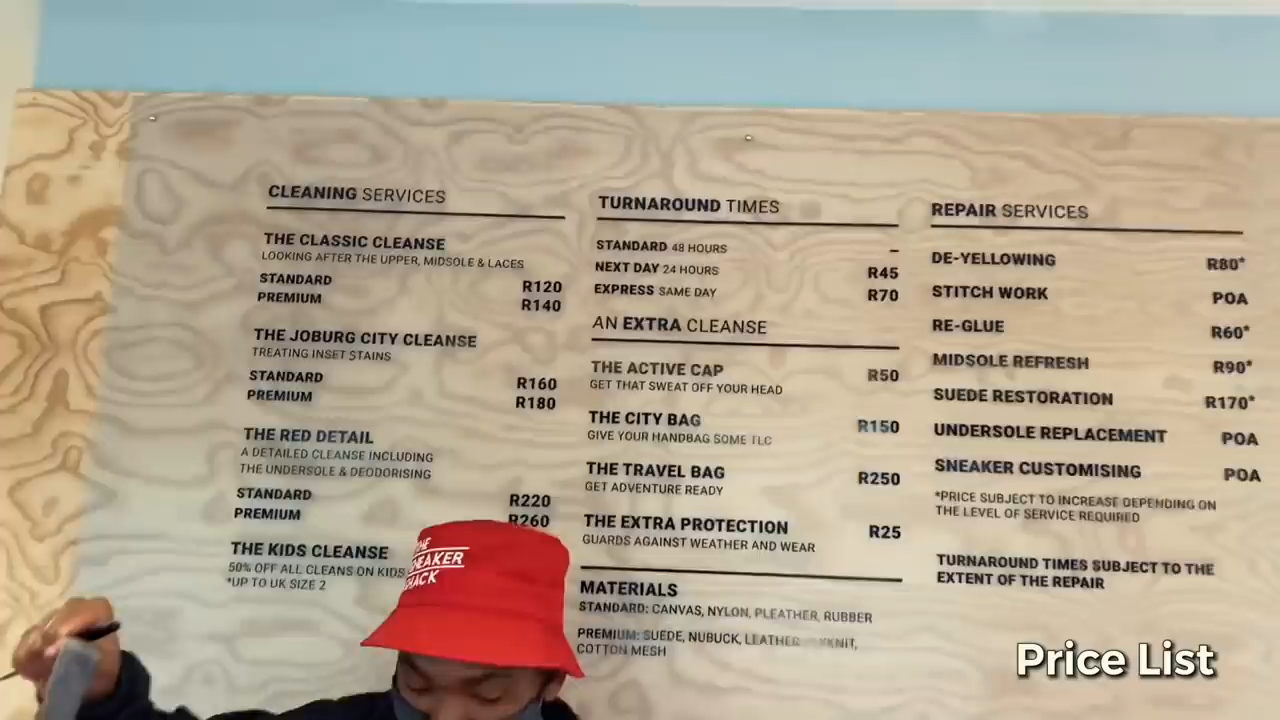 CLEANING SERVICES
THE CLASSIC CLEANSE
LOOKING AFTER THE UPPER, MIDSOLE & LACES
STANDARD R120
PREMIUM R140
THE JOBURG CITY CLEANSE
TREATING INSET STAINS
STANDARD R160
PREMIUM R180
THE RED DETAIL
A DETAILED CLEANSE INCLUDING
THE UNDERSOLE & DEODORISING
STANDARD R220
PREMIUM R260
THE KIDS CLEANSE
50% OFF ALL CLEANS ON KIDS
*UP TO UK SIZE 2
TURNAROUND TIMES
STANDARD 48 HOURS –
NEXT DAY 24 HOURS R45
EXPRESS SAME DAY R70
AN EXTRA CLEANSE
THE ACTIVE CAP R50
GET THAT SWEAT OFF YOUR HEAD
THE CITY BAG R150
GIVE YOUR HANDBAG SOME TLC
THE TRAVEL BAG R250
GET ADVENTURE READY
THE EXTRA PROTECTION R25
GUARDS AGAINST WEATHER AND WEAR
MATERIALS
STANDARD: CANVAS, NYLON, PLEATHER, RUBBER
PREMIUM: SUEDE, NUBUCK, LEATHER
COTTON MESH
REPAIR SERVICES
DE-YELLOWING R80*
STITCH WORK POA
RE-GLUE R60*
MIDSOLE REFRESH R90*
SUEDE RESTORATION R170*
UNDERSOLE REPLACEMENT POA
SNEAKER CUSTOMISING POA
*PRICE SUBJECT TO INCREASE DEPENDING ON
THE LEVEL OF SERVICE REQUIRED
TURNAROUND TIMES SUBJECT TO THE
EXTENT OF THE REPAIR
THE
SNEAKER
SHACK
Price List